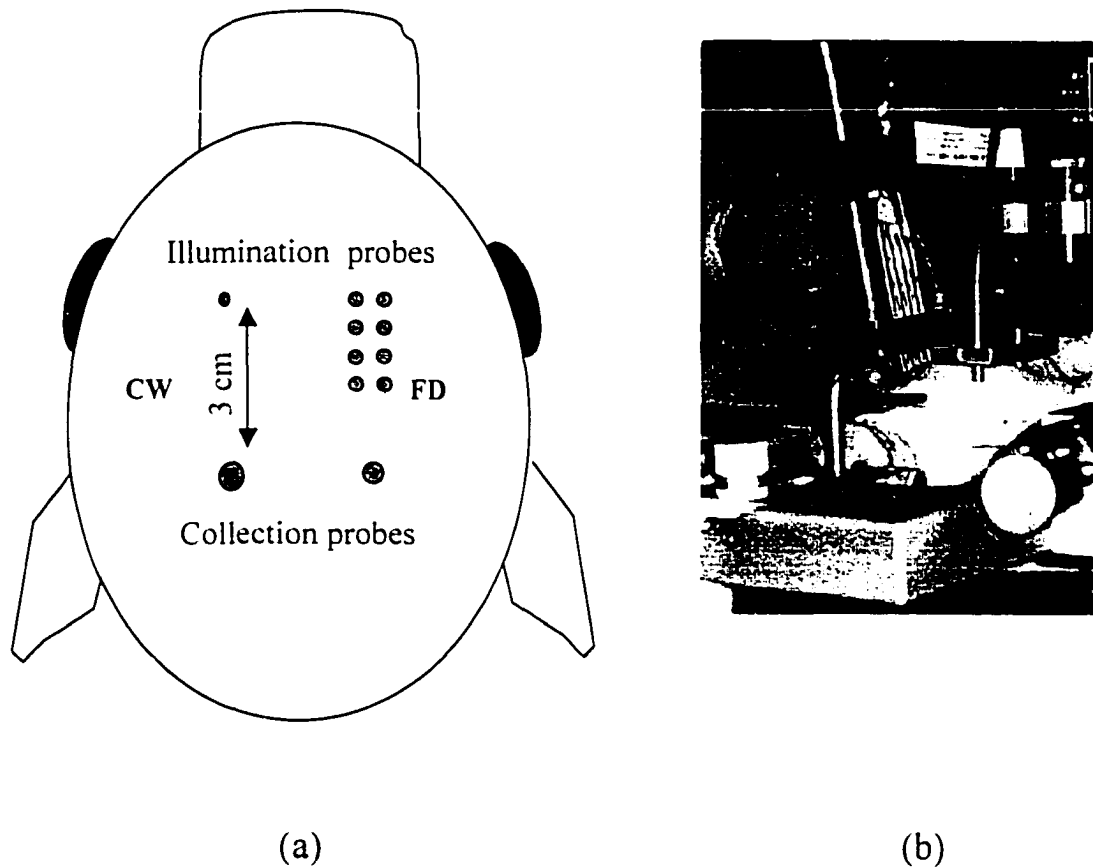 Illumination probes
3 cm
CW
FD
Collection probes
(a)
(b)